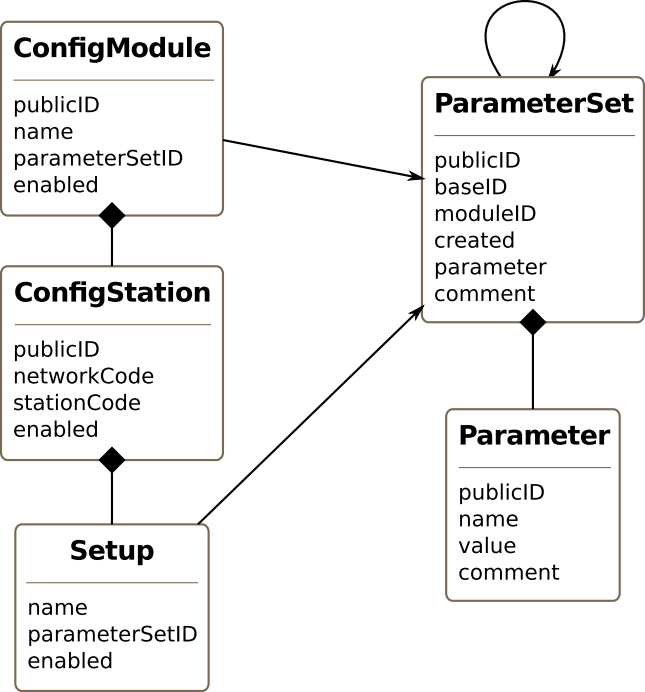 ConfigModule
publicID
name
parameterSetID
enabled
ParameterSet
publicID
baseID
moduleID
created
parameter
comment
ConfigStation
publicID
networkCode
stationCode
enabled
Parameter
publicID
name
value
comment
Setup
name
parameterSetID
enabled